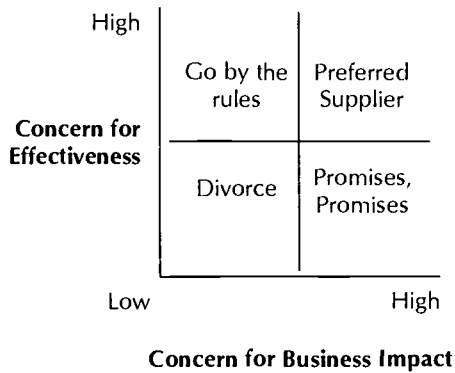 High
Go by the
rules
Preferred
Supplier
Concern for
Effectiveness
Divorce
Promises,
Promises
Low
High
Concern for Business Impact